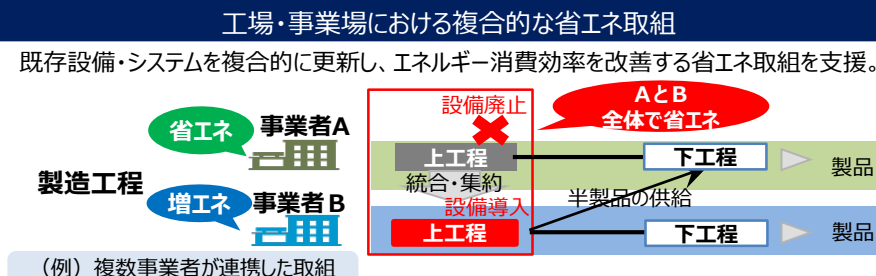 工場・事業場における複合的な省エネ取組
既存設備・システムを複合的に更新し、エネルギー消費効率を改善する省エネ取組を支援。
製造工程
省エネ
事業者A
増エネ
事業者B
(例)複数事業者が連携した取組
設備廃止
AとB
全体で省エネ
上工程
下工程
製品
統合・集約
設備導入
半製品の供給
上工程
下工程
製品